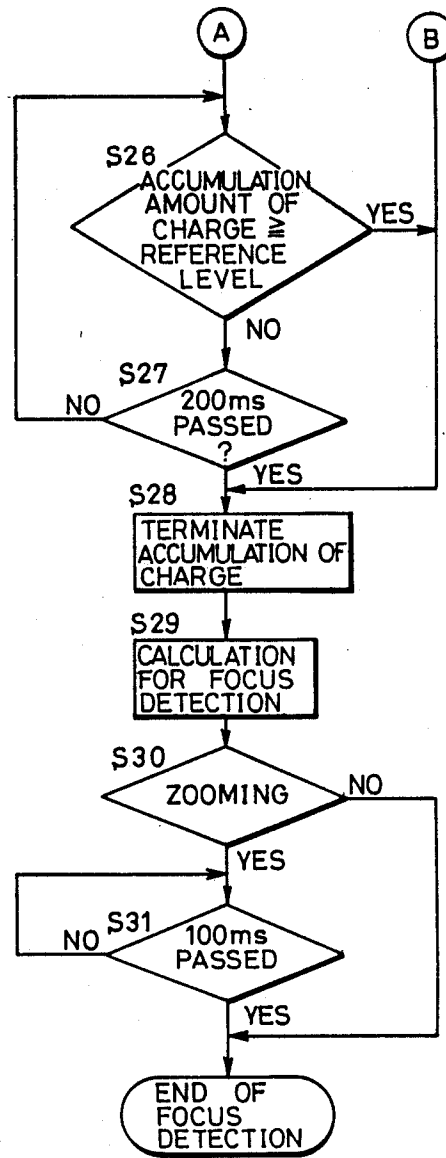 A
B
S26
ACCUMULATION
AMOUNT OF
CHARGE ≧
REFERENCE
LEVEL
YES
NO
S27
NO
200ms
PASSED
?
YES
S28
TERMINATE
ACCUMULATION OF
CHARGE
S29
CALCULATION
FOR FOCUS
DETECTION
S30
ZOOMING
NO
YES
S31
NO
100ms
PASSED
YES
END OF
FOCUS
DETECTION